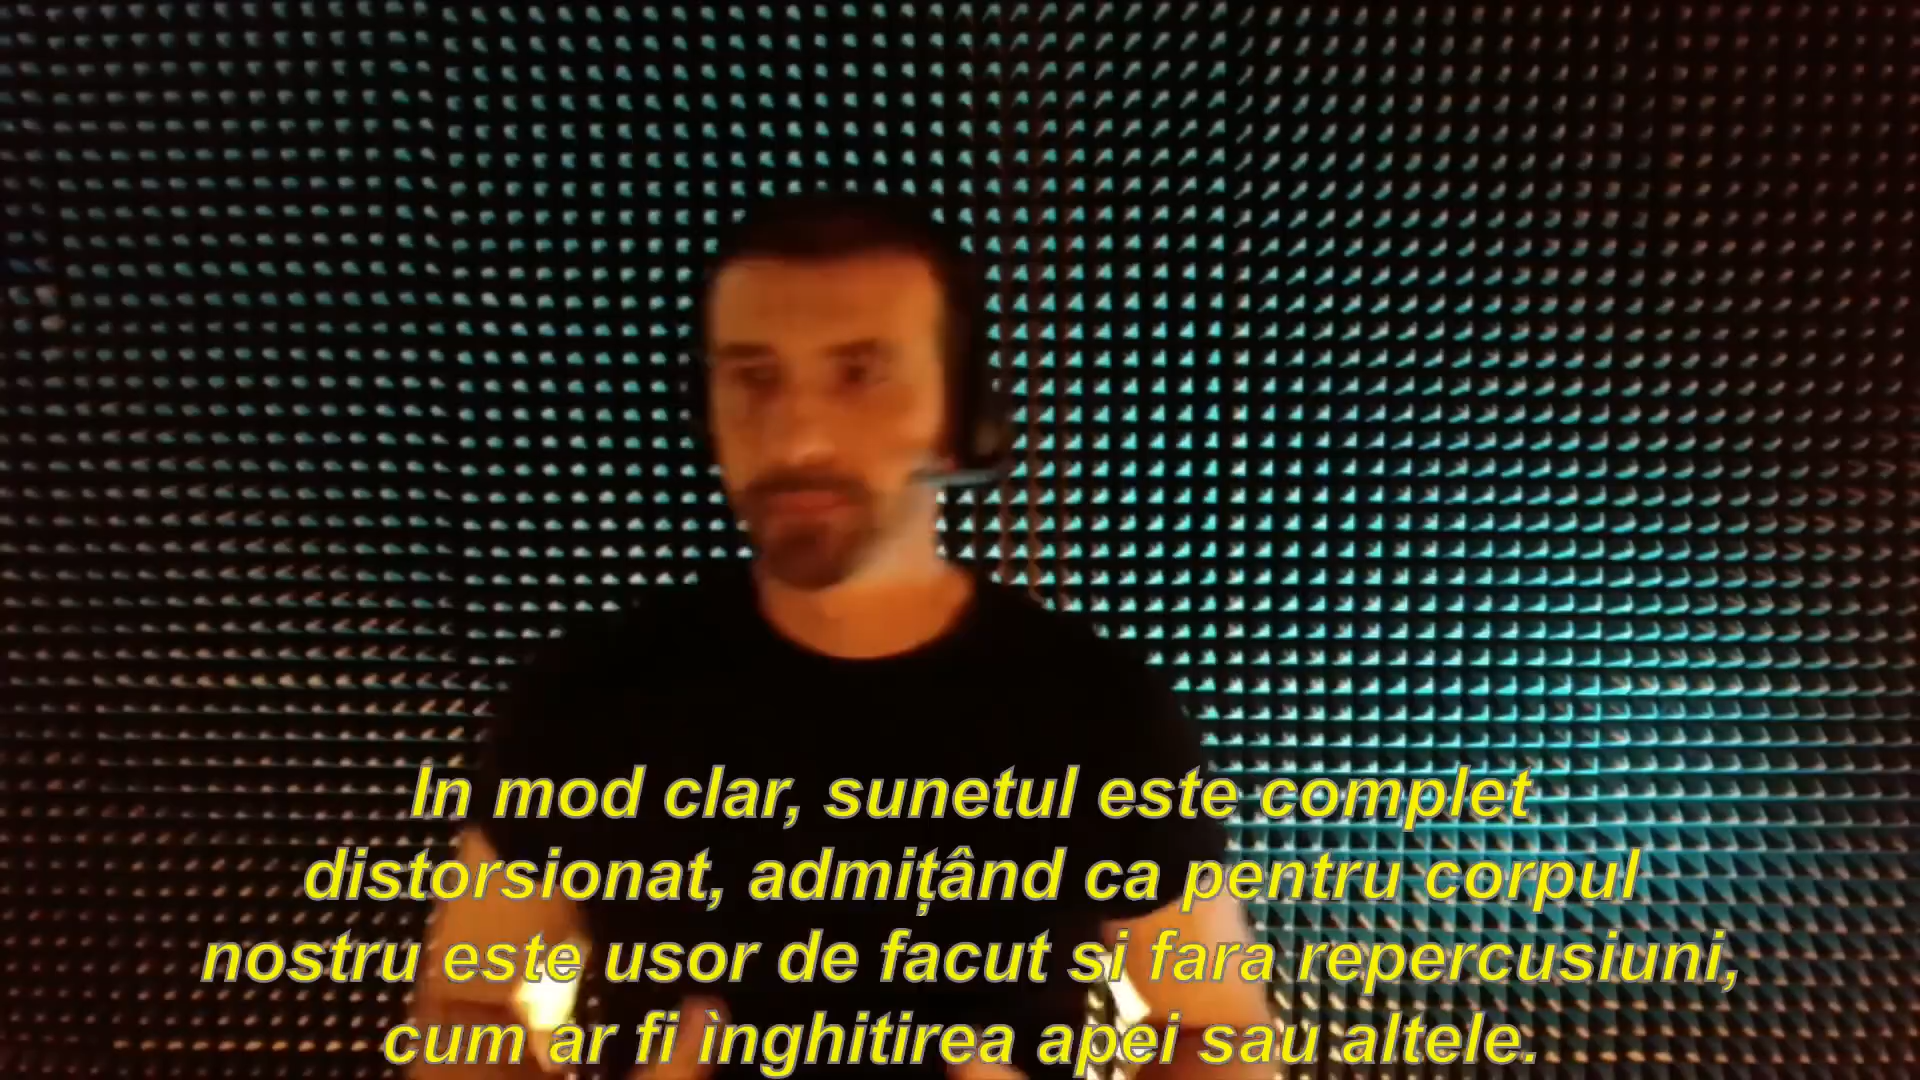 In mod clar, sunetul este complet
distorsionat, admițând ca pentru corpul
nostru este usor de facut si fara repercusiuni,
cum ar fi ìnghitirea apei sau altele.